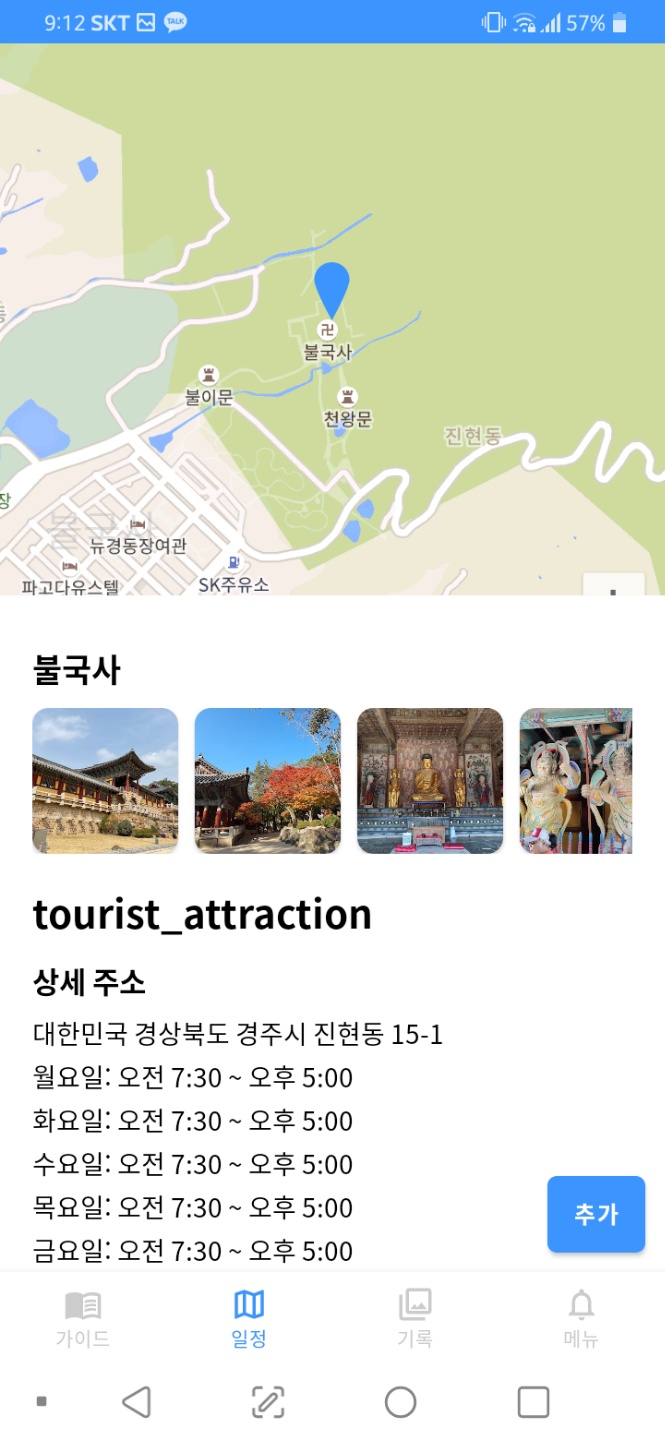 9:12 SKT TALK 57%
불국사
불이문
천왕문
진현동
장
불국
뉴경동장여관
파고다유스텔
SK주유소
불국사
tourist_attraction
상세 주소
대한민국 경상북도 경주시 진현동 15-1
월요일: 오전 7:30 ~ 오후 5:00
화요일: 오전 7:30 ~ 오후 5:00
수요일: 오전 7:30 ~ 오후 5:00
목요일: 오전 7:30 ~ 오후 5:00
금요일: 오전 7:30 ~ 오후 5:00
추가
가이드 일정 기록 메뉴